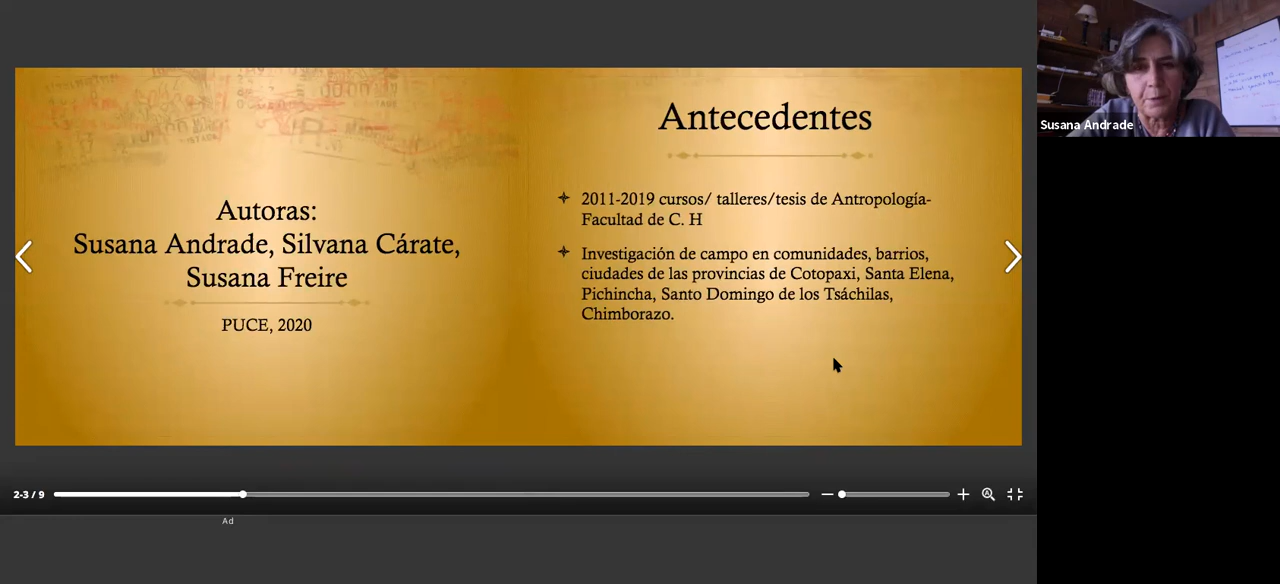 Autoras:
Susana Andrade, Silvana Cárate,
Susana Freire
PUCE, 2020
Antecedentes
2011-2019 cursos/ talleres/tesis de Antropología-
Facultad de C. H
Investigación de campo en comunidades, barrios,
ciudades de las provincias de Cotopaxi, Santa Elena,
Pichincha, Santo Domingo de los Tsáchilas,
Chimborazo.
Susana Andrade
2-3 / 9
Ad